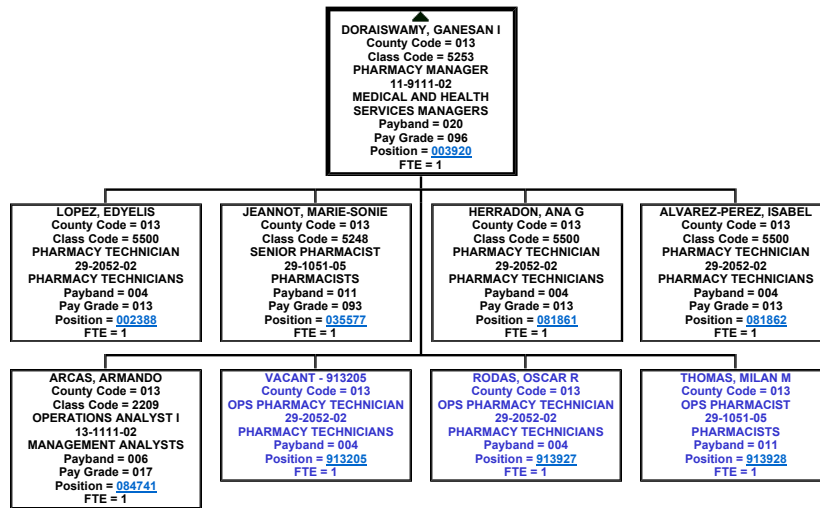 DORAISWAMY, GANESAN I
County Code = 013
Class Code = 5253
PHARMACY MANAGER
11-9111-02
MEDICAL AND HEALTH
SERVICES MANAGERS
Payband = 020
Pay Grade = 096
Position = 003920
FTE = 1
LOPEZ, EDYELIS
County Code = 013
Class Code = 5500
PHARMACY TECHNICIAN
29-2052-02
PHARMACY TECHNICIANS
Payband = 004
Pay Grade = 013
Position = 002388
FTE = 1
JEANNOT, MARIE-SONIE
County Code = 013
Class Code = 5248
SENIOR PHARMACIST
29-1051-05
PHARMACISTS
Payband = 011
Pay Grade = 093
Position = 035577
FTE = 1
HERRADON, ANA G
County Code = 013
Class Code = 5500
PHARMACY TECHNICIAN
29-2052-02
PHARMACY TECHNICIANS
Payband = 004
Pay Grade = 013
Position = 081861
FTE = 1
ALVAREZ-PEREZ, ISABEL
County Code = 013
Class Code = 5500
PHARMACY TECHNICIAN
29-2052-02
PHARMACY TECHNICIANS
Payband = 004
Pay Grade = 013
Position = 081862
FTE = 1
ARCAS, ARMANDO
County Code = 013
Class Code = 2209
OPERATIONS ANALYST I
13-1111-02
MANAGEMENT ANALYSTS
Payband = 006
Pay Grade = 017
Position = 084741
FTE = 1
VACANT - 913205
County Code = 013
OPS PHARMACY TECHNICIAN
29-2052-02
PHARMACY TECHNICIANS
Payband = 004
Position = 913205
FTE = 1
RODAS, OSCAR R
County Code = 013
OPS PHARMACY TECHNICIAN
29-2052-02
PHARMACY TECHNICIANS
Payband = 004
Position = 913927
FTE = 1
THOMAS, MILAN M
County Code = 013
OPS PHARMACIST
29-1051-05
PHARMACISTS
Payband = 011
Position = 913928
FTE = 1